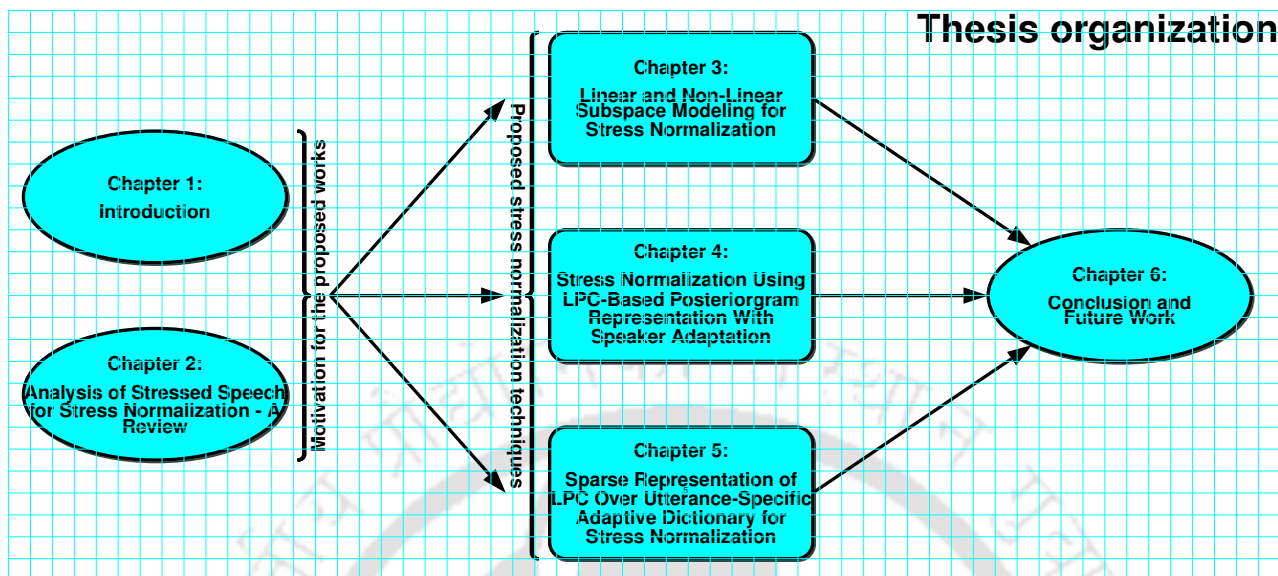 Thesis organization
Chapter 1:
introduction
Chapter 2:
Analysis of Stressed Speech
for Stress Normalization - A
Review
Motivation for the proposed works
Proposed stress normalization techniques
Chapter 3:
Linear and Non-Linear
Subspace Modeling for
Stress Normalization
Chapter 4:
Stress Normalization Using
LPC-Based Posteriorgram
Representation With
Speaker Adaptation
Chapter 5:
Sparse Representation of
LPC Over Utterance-Specific
Adaptive Dictionary for
Stress Normalization
Chapter 6:
Conclusion and
Future Work